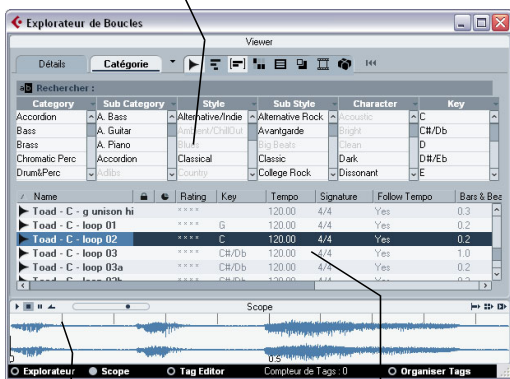 Explorateur de Boucles
Viewer
Détails Catégorie
Rechercher :
Category Sub Category Style Sub Style Character Key
Accordion A. Bass Alternative/Indie Alternative Rock Acoustic C
Bass A. Guitar Ambient/ChillOut Avantgarde Bright C#/Db
Brass A. Piano Blues Big Beats Clean D
Chromatic Perc Accordion Classical Classic Dark D#/Eb
Drum&Perc Adlibs Country College Rock Dissonant E
Name Rating Key Tempo Signature Follow Tempo Bars & Bea
Toad - C - g unison hi **** 120.00 4/4 Yes 0.3
Toad - C - loop 01 **** G 120.00 4/4 Yes 0.2
Toad - C - loop 02 **** C 120.00 4/4 Yes 0.2
Toad - C - loop 03 **** C#/Db 120.00 4/4 Yes 1.0
Toad - C - loop 03a **** C#/Db 120.00 4/4 Yes 0.2
Scope
0.5
Explorateur Scope Tag Editor Compteur de Tags : 0 Organiser Tags